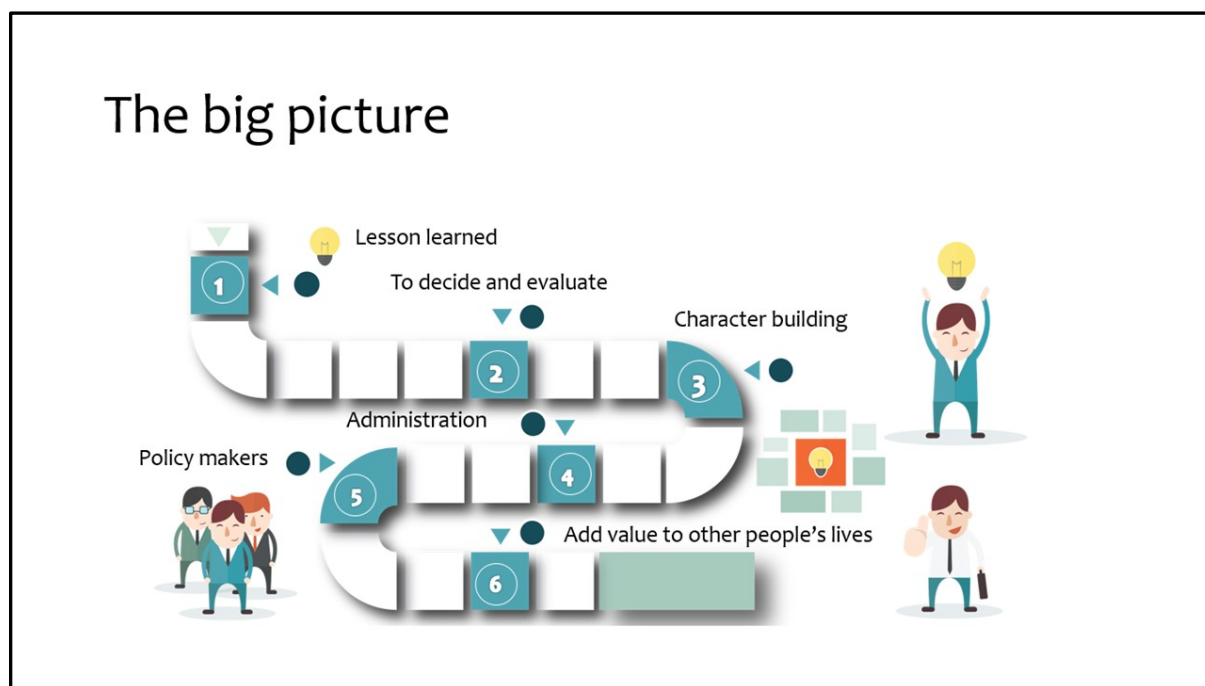 The big picture
Lesson learned
1
To decide and evaluate
2
Character building
3
Administration
4
Policy makers
5
Add value to other people's lives
6